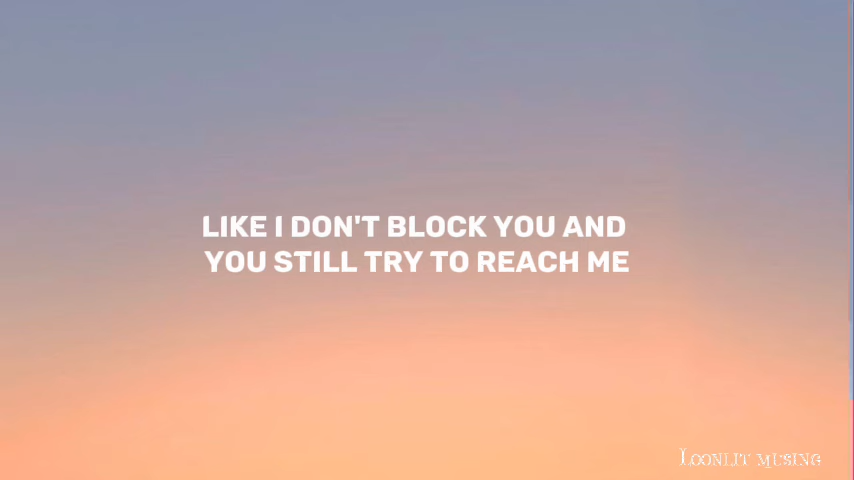 LIKE I DON'T BLOCK YOU AND
YOU STILL TRY TO REACH ME
LOONLIT MUSING